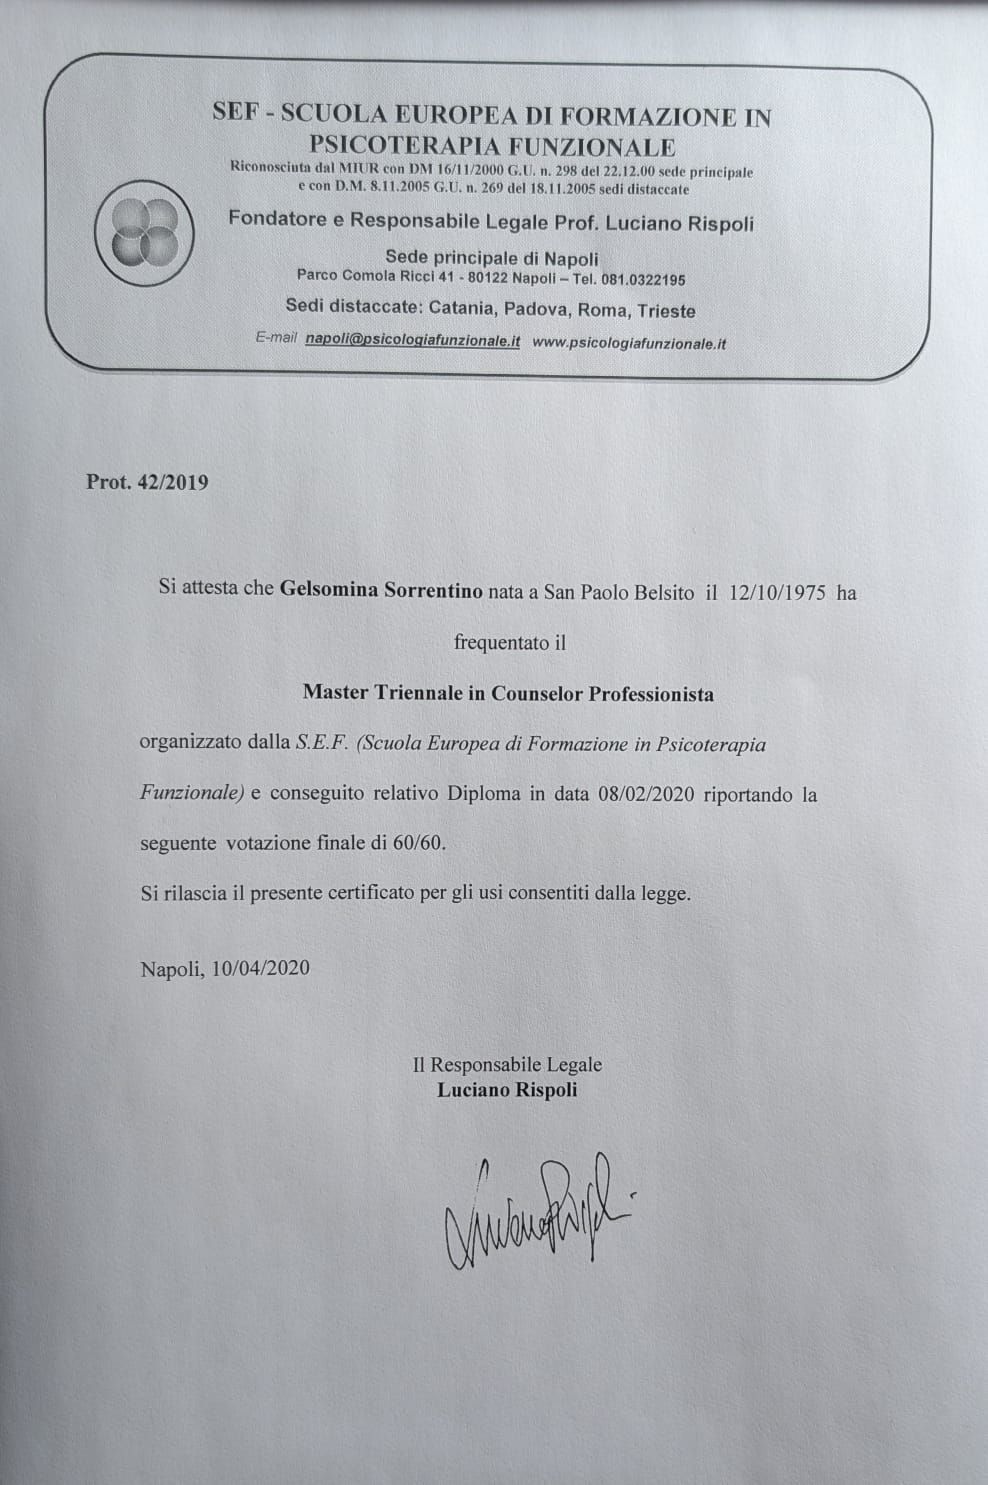 SEF - SCUOLA EUROPEA DI FORMAZIONE IN
PSICOTERAPIA FUNZIONALE
Riconosciuta dal MIUR con DM 16/11/2000 G.U. n. 298 del 22.12.00 sede principale
e con D.M. 8.11.2005 G.U. n. 269 del 18.11.2005 sedi distaccate
Fondatore e Responsabile Legale Prof. Luciano Rispoli
Sede principale di Napoli
Parco Comola Ricci 41 - 80122 Napoli – Tel. 081.0322195
Sedi distaccate: Catania, Padova, Roma, Trieste
E-mail napoli@psicologiafunzionale.it www.psicologiafunzionale.it
Prot. 42/2019
Si attesta che Gelsomina Sorrentino nata a San Paolo Belsito il 12/10/1975 ha
frequentato il
Master Triennale in Counselor Professionista
organizzato dalla S.E.F. (Scuola Europea di Formazione in Psicoterapia
Funzionale) e conseguito relativo Diploma in data 08/02/2020 riportando la
seguente votazione finale di 60/60.
Si rilascia il presente certificato per gli usi consentiti dalla legge.
Napoli, 10/04/2020
Il Responsabile Legale
Luciano Rispoli
Luciano Rispoli